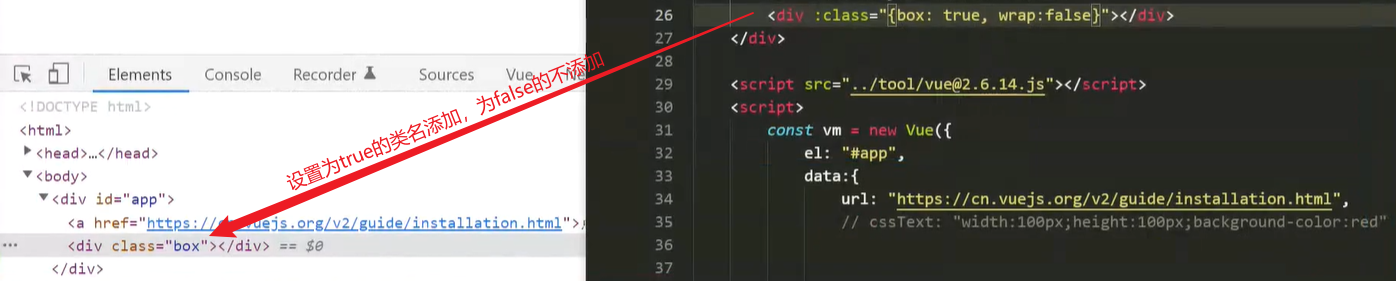 Elements Console Recorder Sources Vue
<!DOCTYPE html>
<html>
<head>…</head>
<body>
<div id="app">
<a href="https://cn.vuejs.org/v2/guide/installation.html">
<div class="box"></div> == $0
</div>
设置为true的类名添加，为false的不添加
26 <div :class="{box: true, wrap:false}"></div>
27 </div>
28
29 <script src="../tool/vue@2.6.14.js"></script>
30 <script>
31 const vm = new Vue({
32 el: "#app",
33 data:{
34 url: "https://cn.vuejs.org/v2/guide/installation.html",
35 // cssText: "width:100px;height:100px;background-color:red"
36
37